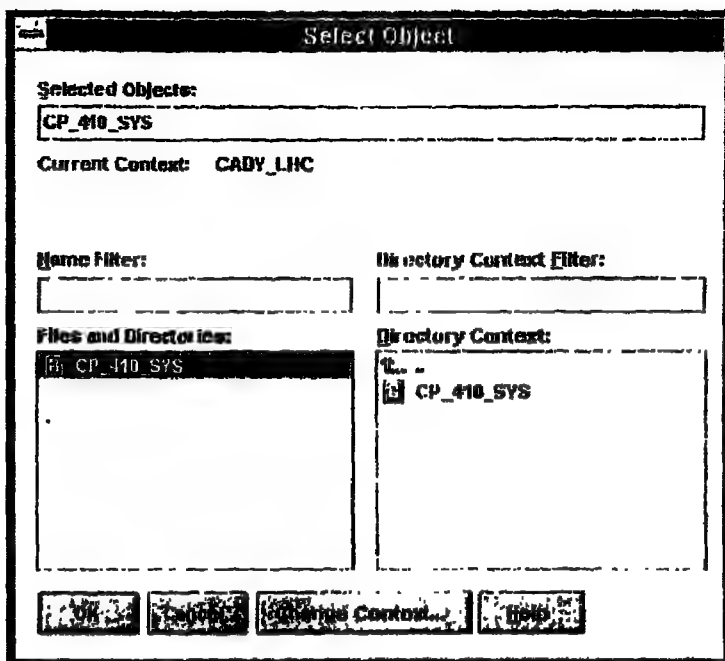 Select Object
Selected Objects:
CP_410_SYS
Current Context: CADY_LHC
Name Filter:
Directory Context Filter:
Files and Directories:
Directory Context:
CP_410_SYS
..
CP_410_SYS
OK Cancel Change Context... Help